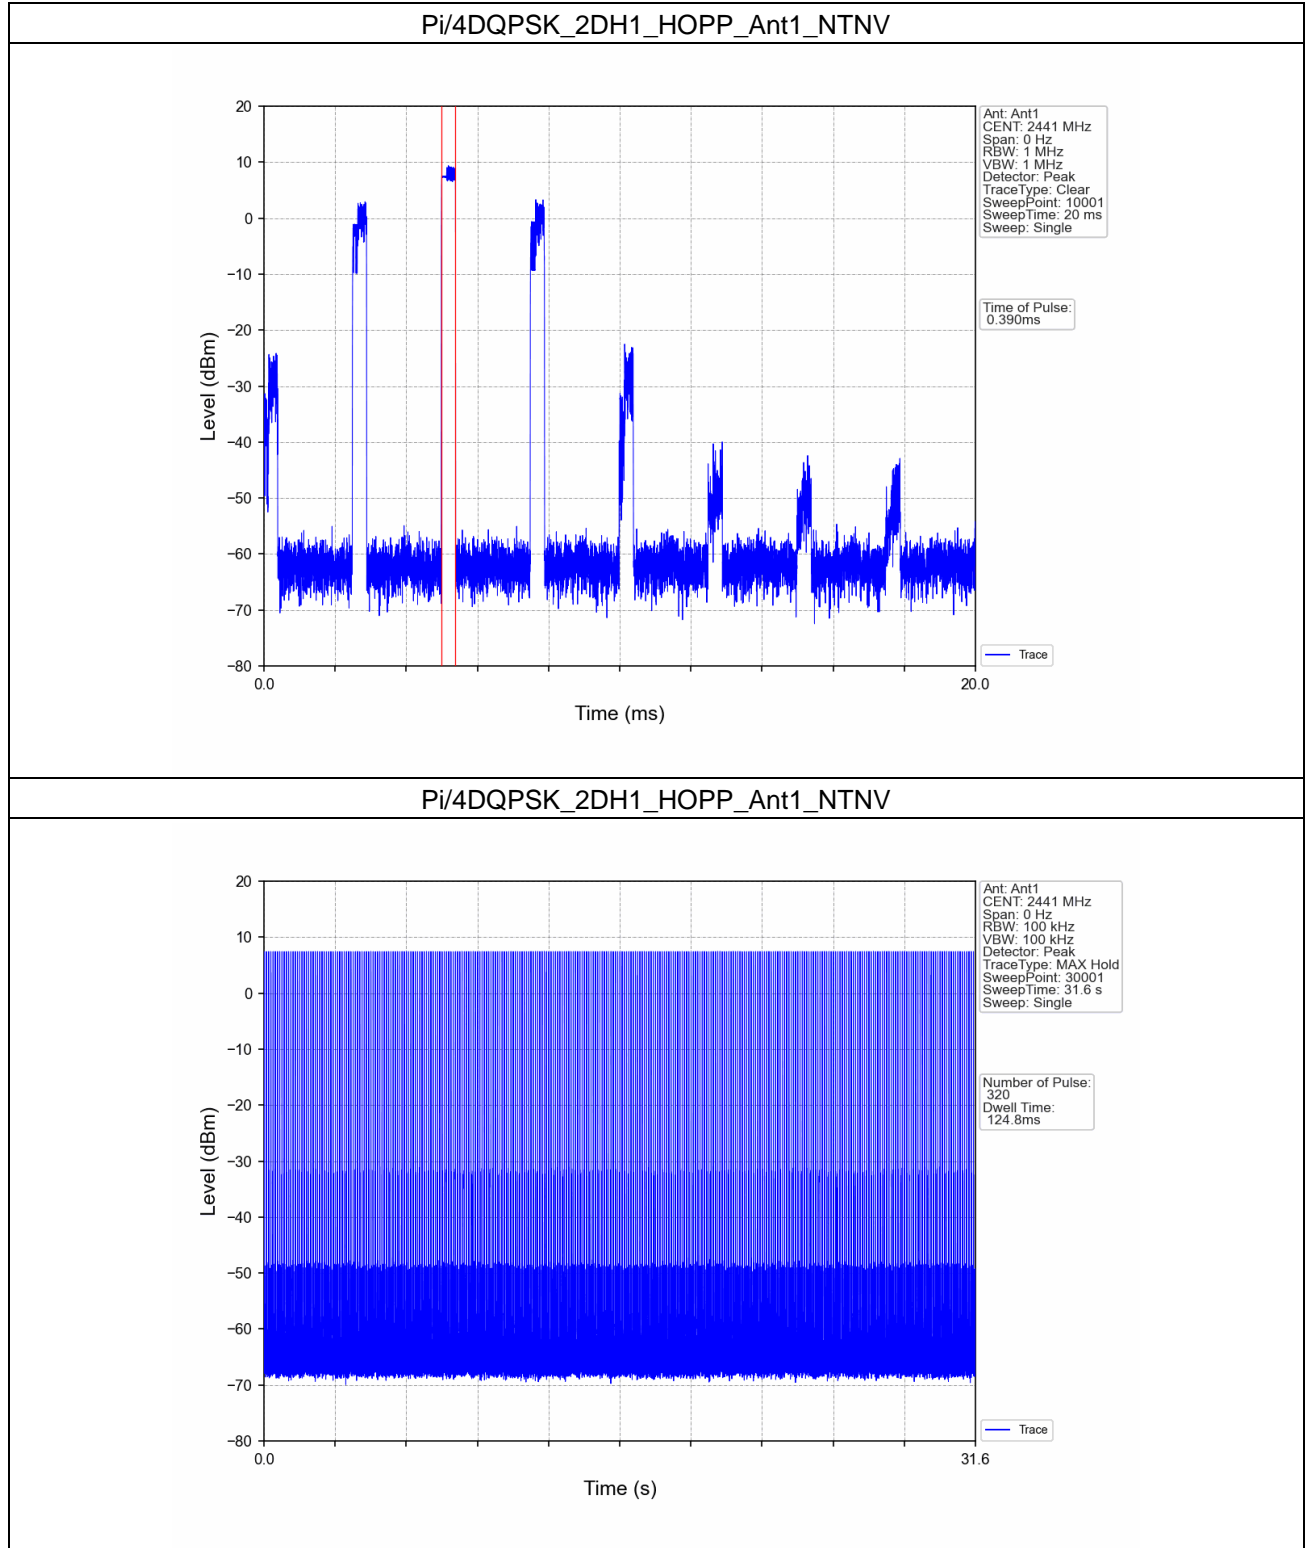 Pi/4DQPSK_2DH1_HOPP_Ant1_NTNV
20
10
0
−10
−20
−30
−40
−50
−60
−70
−80
Level (dBm)
0.0
20.0
Time (ms)
Ant: Ant1
CENT: 2441 MHz
Span: 0 Hz
RBW: 1 MHz
VBW: 1 MHz
Detector: Peak
TraceType: Clear
SweepPoint: 10001
SweepTime: 20 ms
Sweep: Single
Time of Pulse:
0.390ms
Trace
Pi/4DQPSK_2DH1_HOPP_Ant1_NTNV
20
10
0
−10
−20
−30
−40
−50
−60
−70
−80
Level (dBm)
0.0
31.6
Time (s)
Ant: Ant1
CENT: 2441 MHz
Span: 0 Hz
RBW: 100 kHz
VBW: 100 kHz
Detector: Peak
TraceType: MAX Hold
SweepPoint: 30001
SweepTime: 31.6 s
Sweep: Single
Number of Pulse:
320
Dwell Time:
124.8ms
Trace